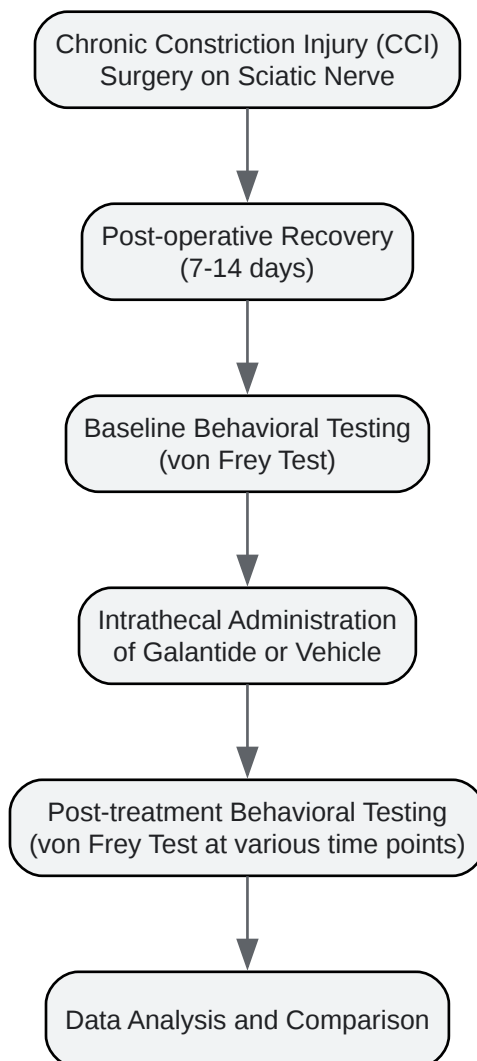 Chronic Constriction Injury (CCI)
Surgery on Sciatic Nerve
Post-operative Recovery
(7-14 days)
Baseline Behavioral Testing
(von Frey Test)
Intrathecal Administration
of Galantide or Vehicle
Post-treatment Behavioral Testing
(von Frey Test at various time points)
Data Analysis and Comparison